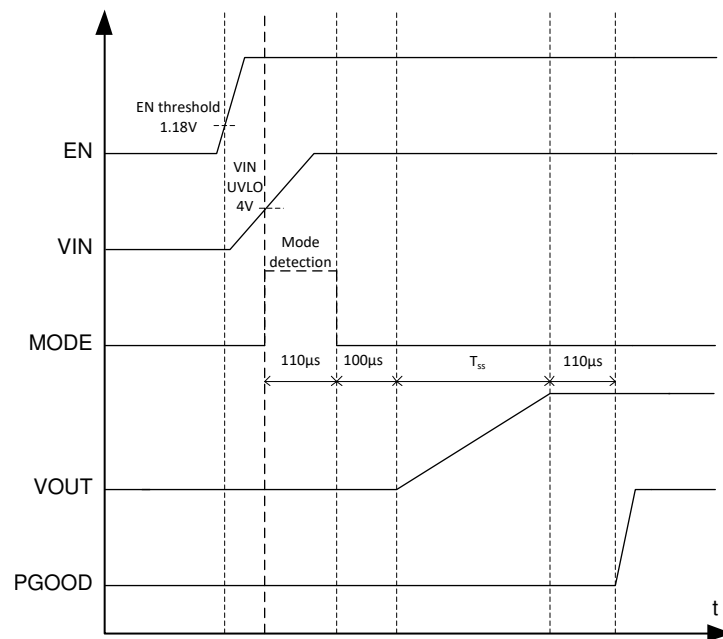 EN threshold
1.18V
EN
VIN
UVLO
4V
VIN
Mode
detection
MODE
110µs
100µs
Tss
110µs
VOUT
PGOOD
t